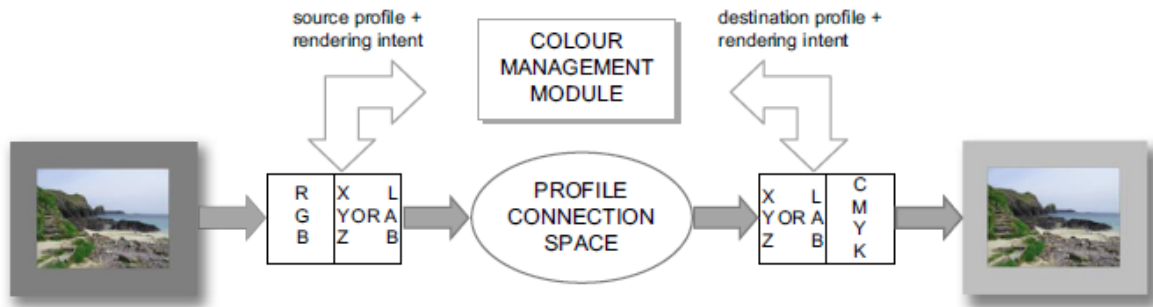 source profile +
rendering intent
COLOUR
MANAGEMENT
MODULE
destination profile +
rendering intent
R
G
B
X
Y
Z
OR
L
A
B
PROFILE
CONNECTION
SPACE
X
Y
Z
OR
L
A
B
C
M
Y
K